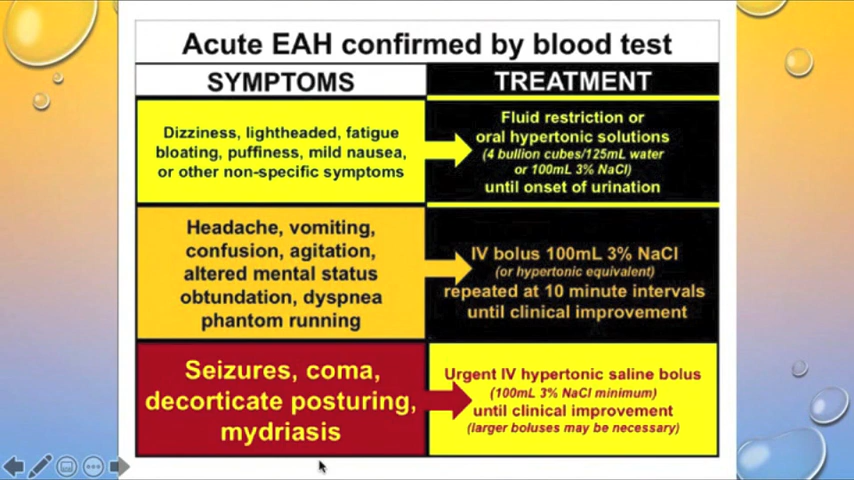 Acute EAH confirmed by blood test
SYMPTOMS
TREATMENT
Dizziness, lightheaded, fatigue
bloating, puffiness, mild nausea,
or other non-specific symptoms
Fluid restriction or
oral hypertonic solutions
(4 bullion cubes/125mL water
or 100mL 3% NaCl)
until onset of urination
Headache, vomiting,
confusion, agitation,
altered mental status
obtundation, dyspnea
phantom running
IV bolus 100mL 3% NaCl
(or hypertonic equivalent)
repeated at 10 minute intervals
until clinical improvement
Seizures, coma,
decorticate posturing,
mydriasis
Urgent IV hypertonic saline bolus
(100mL 3% NaCl minimum)
until clinical improvement
(larger boluses may be necessary)